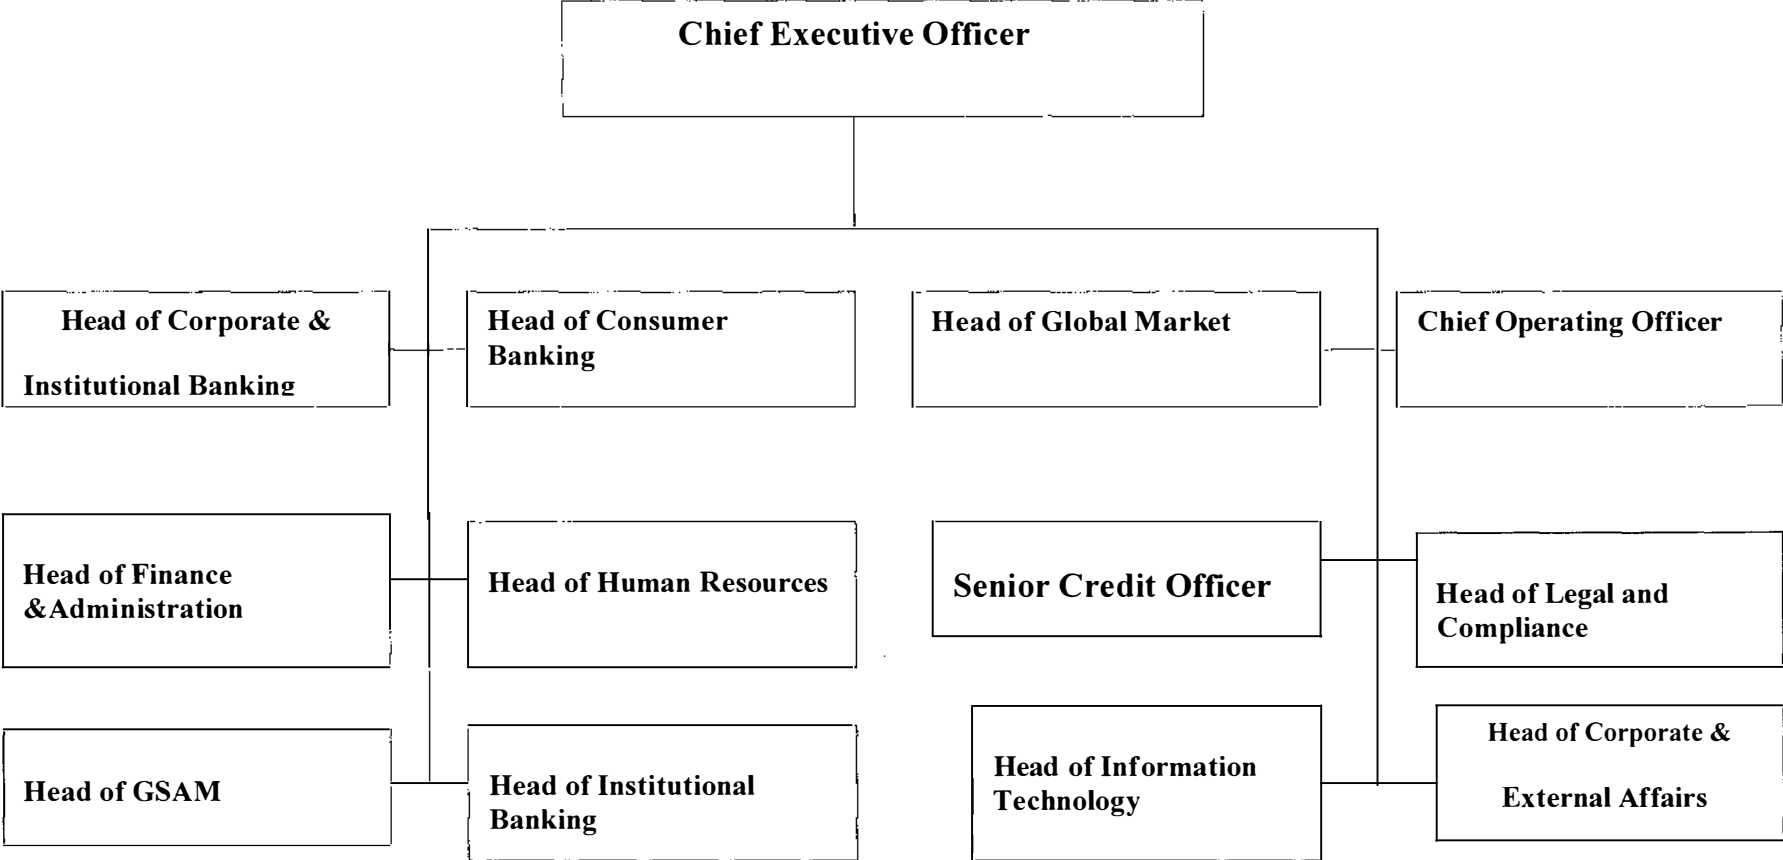 Chief Executive Officer
Head of Corporate &
Institutional Banking
Head of Consumer
Banking
Head of Global Market
Chief Operating Officer
Head of Finance
&Administration
Head of Human Resources
Senior Credit Officer
Head of Legal and
Compliance
Head of GSAM
Head of Institutional
Banking
Head of Information
Technology
Head of Corporate &
External Affairs